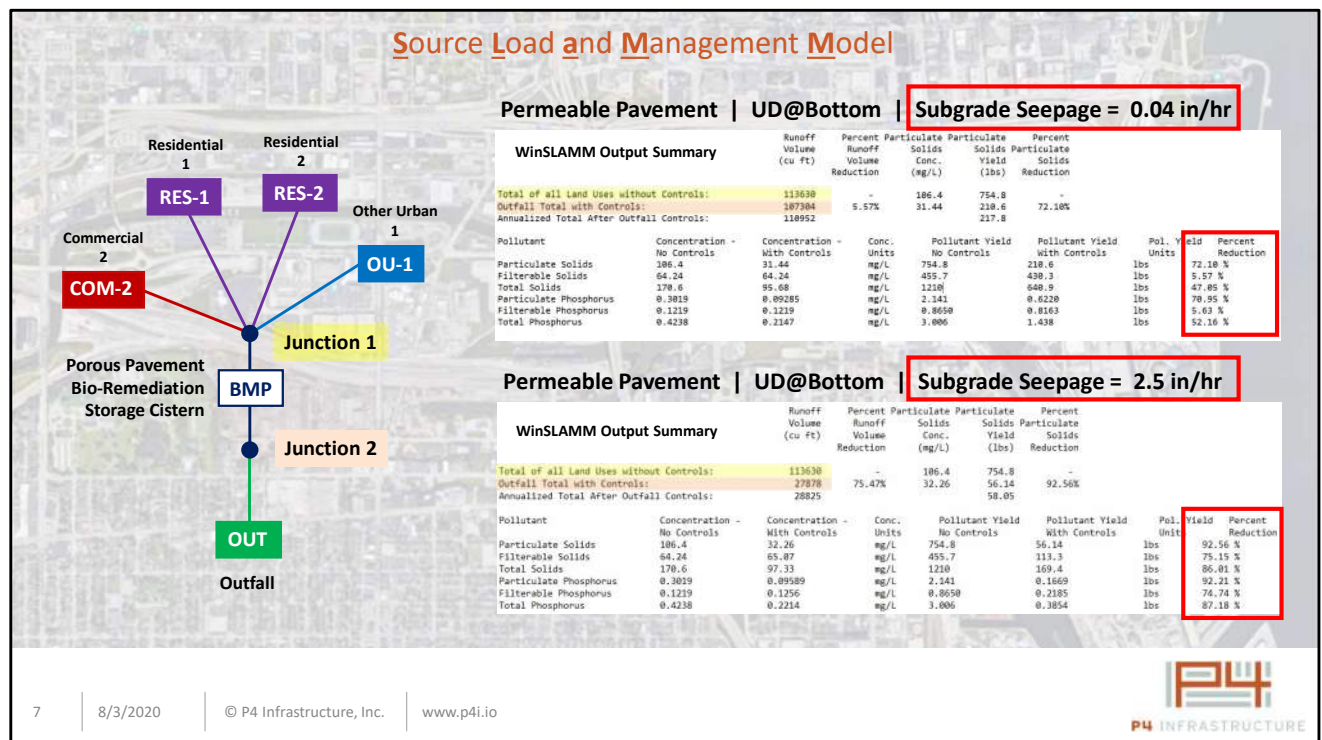 Source Load and Management Model
Residential
1
Residential
2
RES-1
RES-2
Other Urban
1
OU-1
Commercial
2
COM-2
Junction 1
Porous Pavement
Bio-Remediation
Storage Cistern
BMP
Junction 2
OUT
Outfall
Permeable Pavement | UD@Bottom | Subgrade Seepage = 0.04 in/hr
WinSLAMM Output Summary
Runoff Percent Particulate Particulate Percent
Volume Runoff Solids Solids Particulate
(cu ft) Volume Conc. Yield Solids
Reduction (mg/L) (lbs) Reduction
Total of all Land Uses without Controls: 113630 - 106.4 754.8 -
Outfall Total with Controls: 107304 5.57% 31.44 210.6 72.10%
Annualized Total After Outfall Controls: 110952 217.8
Pollutant Concentration - Concentration - Conc. Pollutant Yield Pollutant Yield Pol. Yield Percent
No Controls With Controls Units No Controls With Controls Units Reduction
Particulate Solids 106.4 31.44 mg/L 754.8 210.6 lbs 72.10 %
Filterable Solids 64.24 64.24 mg/L 455.7 430.3 lbs 5.57 %
Total Solids 170.6 95.68 mg/L 1210 640.9 lbs 47.05 %
Particulate Phosphorus 0.3019 0.09285 mg/L 2.141 0.6220 lbs 70.95 %
Filterable Phosphorus 0.1219 0.1219 mg/L 0.8650 0.8163 lbs 5.63 %
Total Phosphorus 0.4238 0.2147 mg/L 3.006 1.438 lbs 52.16 %
Permeable Pavement | UD@Bottom | Subgrade Seepage = 2.5 in/hr
WinSLAMM Output Summary
Runoff Percent Particulate Particulate Percent
Volume Runoff Solids Solids Particulate
(cu ft) Volume Conc. Yield Solids
Reduction (mg/L) (lbs) Reduction
Total of all Land Uses without Controls: 113630 - 106.4 754.8 -
Outfall Total with Controls: 27878 75.47% 32.26 56.14 92.56%
Annualized Total After Outfall Controls: 28825 58.05
Pollutant Concentration - Concentration - Conc. Pollutant Yield Pollutant Yield Pol. Yield Percent
No Controls With Controls Units No Controls With Controls Unit Reduction
Particulate Solids 106.4 32.26 mg/L 754.8 56.14 lbs 92.56 %
Filterable Solids 64.24 65.07 mg/L 455.7 113.3 lbs 75.15 %
Total Solids 170.6 97.33 mg/L 1210 169.4 lbs 86.01 %
Particulate Phosphorus 0.3019 0.09589 mg/L 2.141 0.1669 lbs 92.21 %
Filterable Phosphorus 0.1219 0.1256 mg/L 0.8650 0.2185 lbs 74.74 %
Total Phosphorus 0.4238 0.2214 mg/L 3.006 0.3854 lbs 87.18 %
7 8/3/2020 © P4 Infrastructure, Inc. www.p4i.io
P4
P4 INFRASTRUCTURE